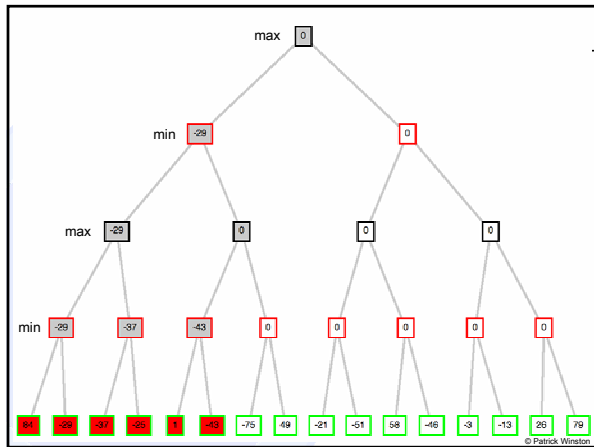 max 0
min -29 0
max -29 0 0 0
min -29 -37 -43 0 0 0 0 0
84 -29 -37 -25 1 -43 -75 49 -21 -51 58 -46 -3 -13 26 79
© Patrick Winston